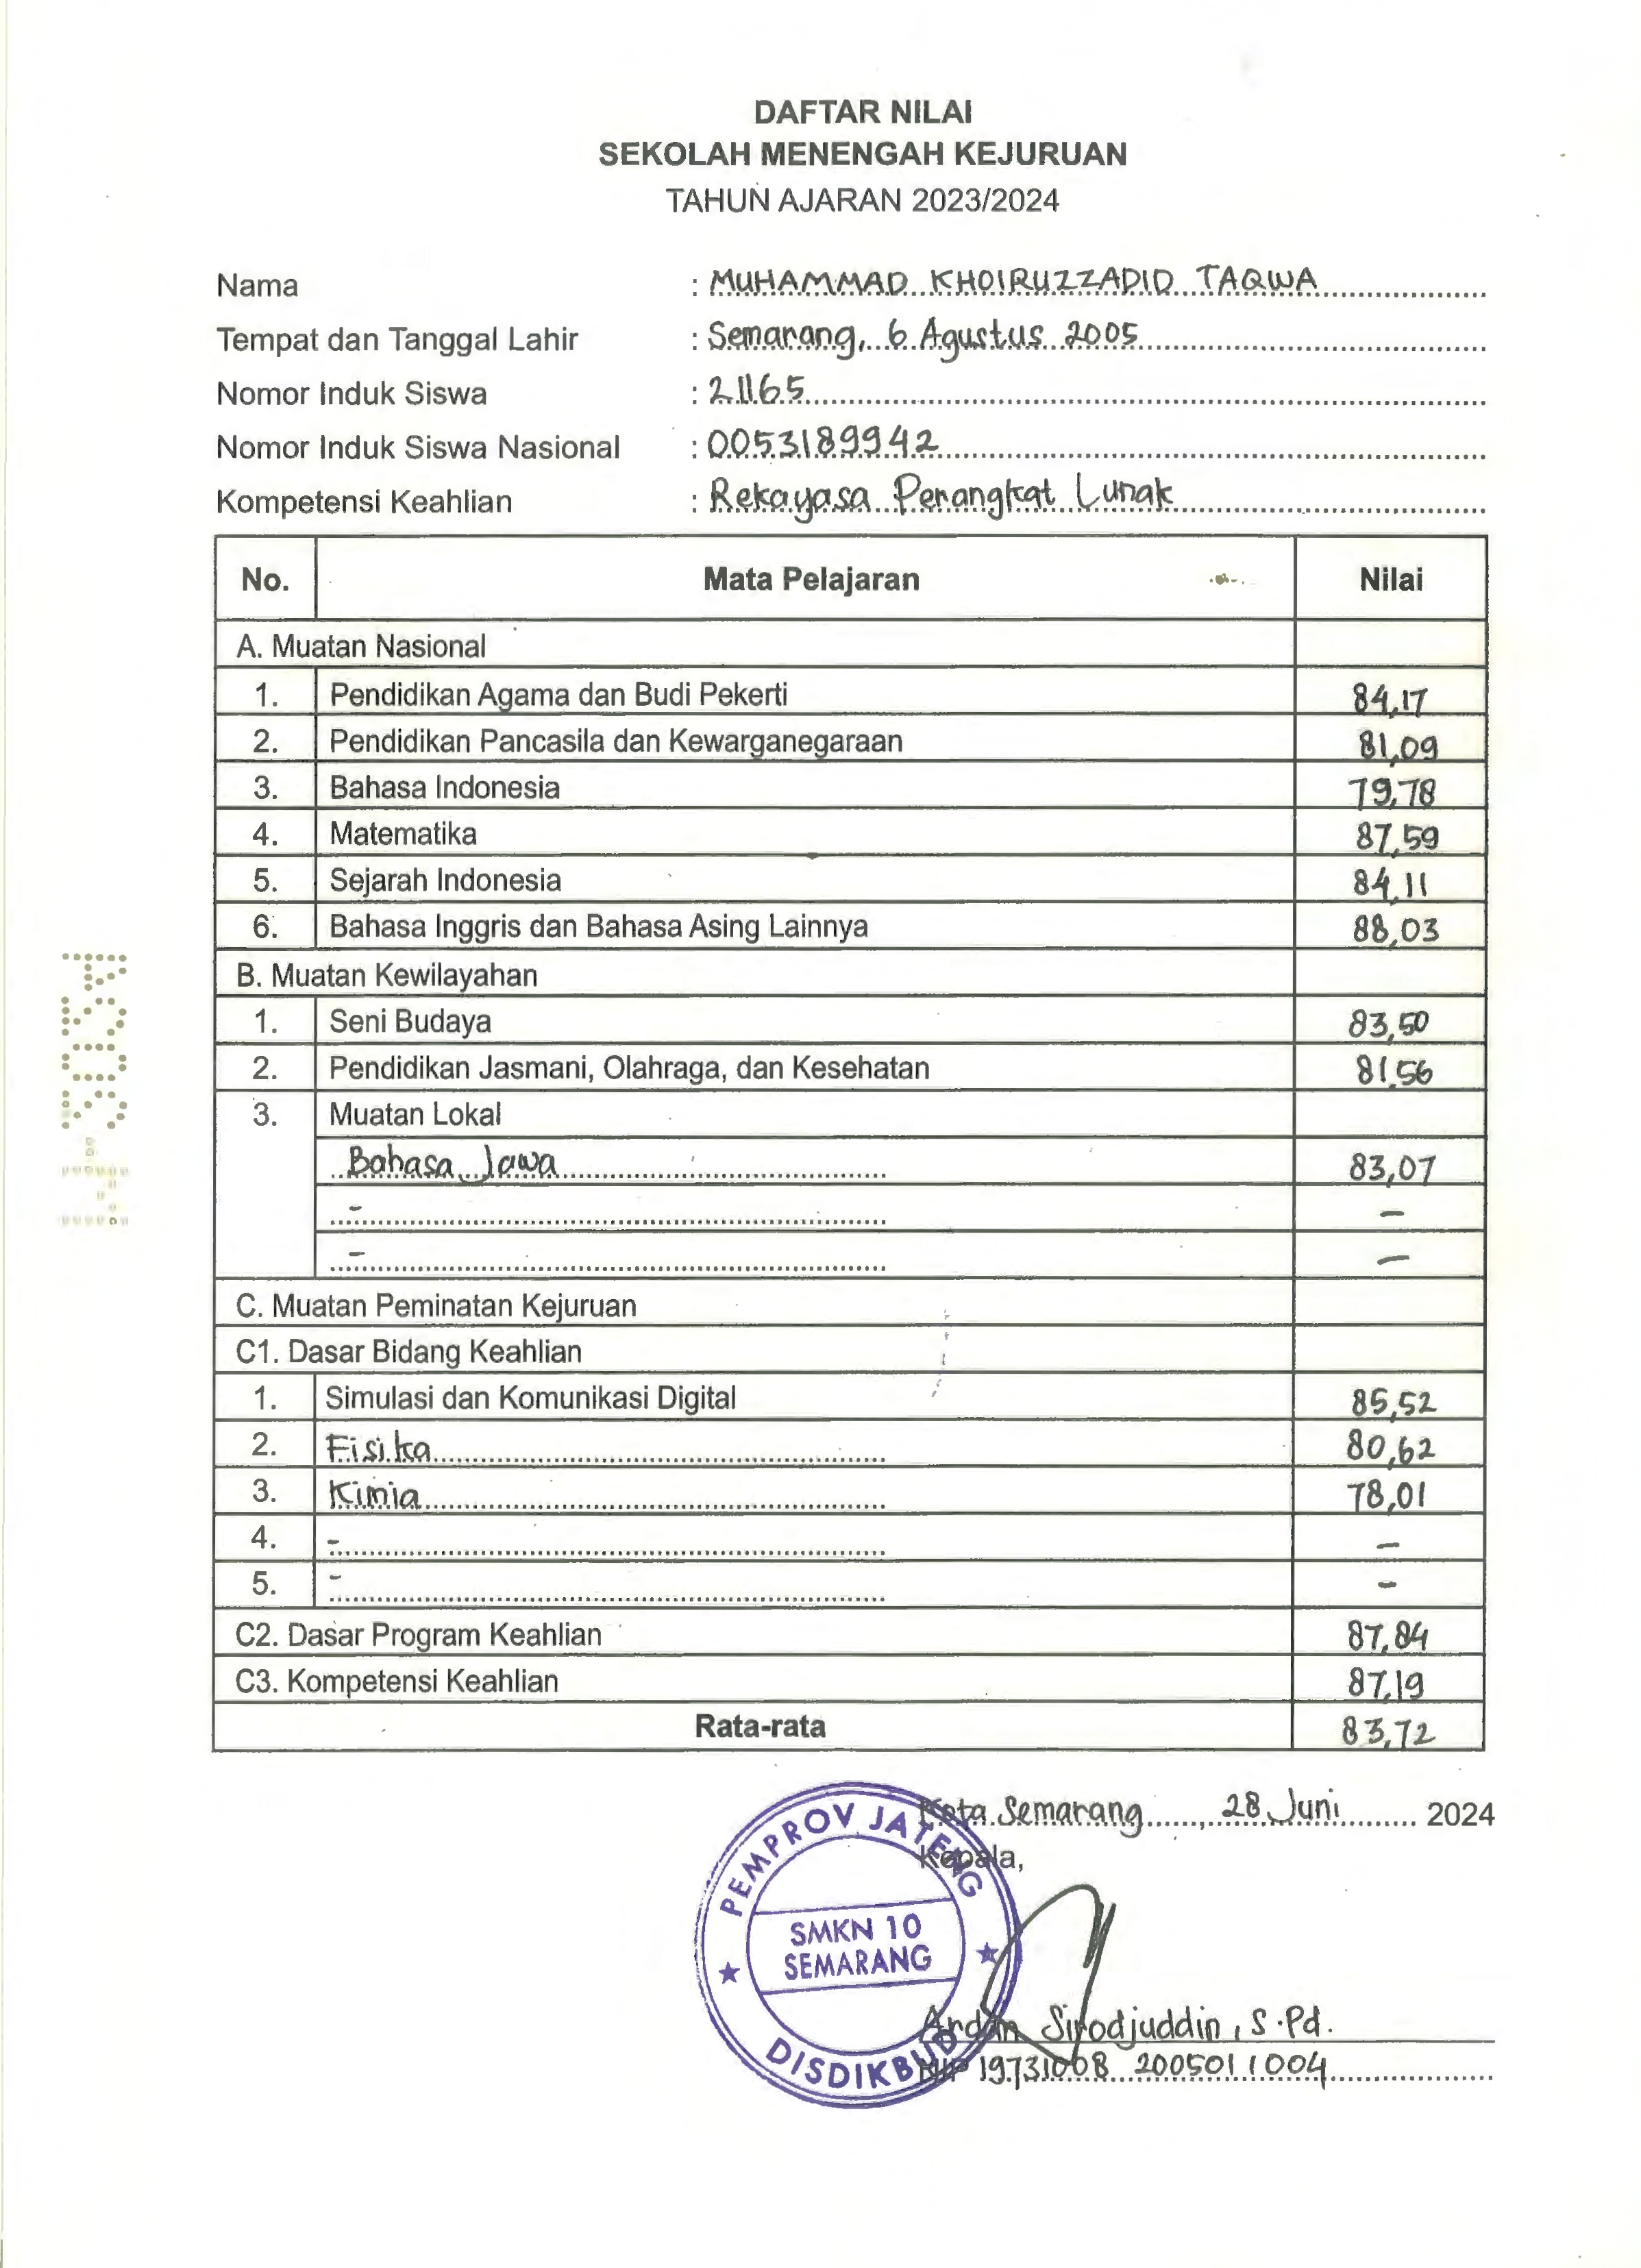 DAFTAR NILAI
SEKOLAH MENENGAH KEJURUAN
TAHUN AJARAN 2023/2024
Nama : MUHAMMAD KHOIRUZZADID TAQWA
Tempat dan Tanggal Lahir : Semarang, 6 Agustus 2005
Nomor Induk Siswa : 21165
Nomor Induk Siswa Nasional : 0053189942
Kompetensi Keahlian : Rekayasa Perangkat Lunak
No. Mata Pelajaran Nilai
A. Muatan Nasional
1. Pendidikan Agama dan Budi Pekerti 84,17
2. Pendidikan Pancasila dan Kewarganegaraan 81,09
3. Bahasa Indonesia 79,78
4. Matematika 87,59
5. Sejarah Indonesia 84,11
6. Bahasa Inggris dan Bahasa Asing Lainnya 88,03
B. Muatan Kewilayahan
1. Seni Budaya 83,50
2. Pendidikan Jasmani, Olahraga, dan Kesehatan 81,56
3. Muatan Lokal
Bahasa Jawa 83,07
- -
- -
C. Muatan Peminatan Kejuruan
C1. Dasar Bidang Keahlian
1. Simulasi dan Komunikasi Digital 85,52
2. Fisika 80,62
3. Kimia 78,01
4. - -
5. - -
C2. Dasar Program Keahlian 87,84
C3. Kompetensi Keahlian 87,19
Rata-rata 83,72
Kota Semarang, 28 Juni 2024
Kepala,
PEMPROV JATENG
SMKN 10
SEMARANG
DISDIKBUD
Ardan Sirodjuddin, S.Pd.
NIP 19731008 2005011004